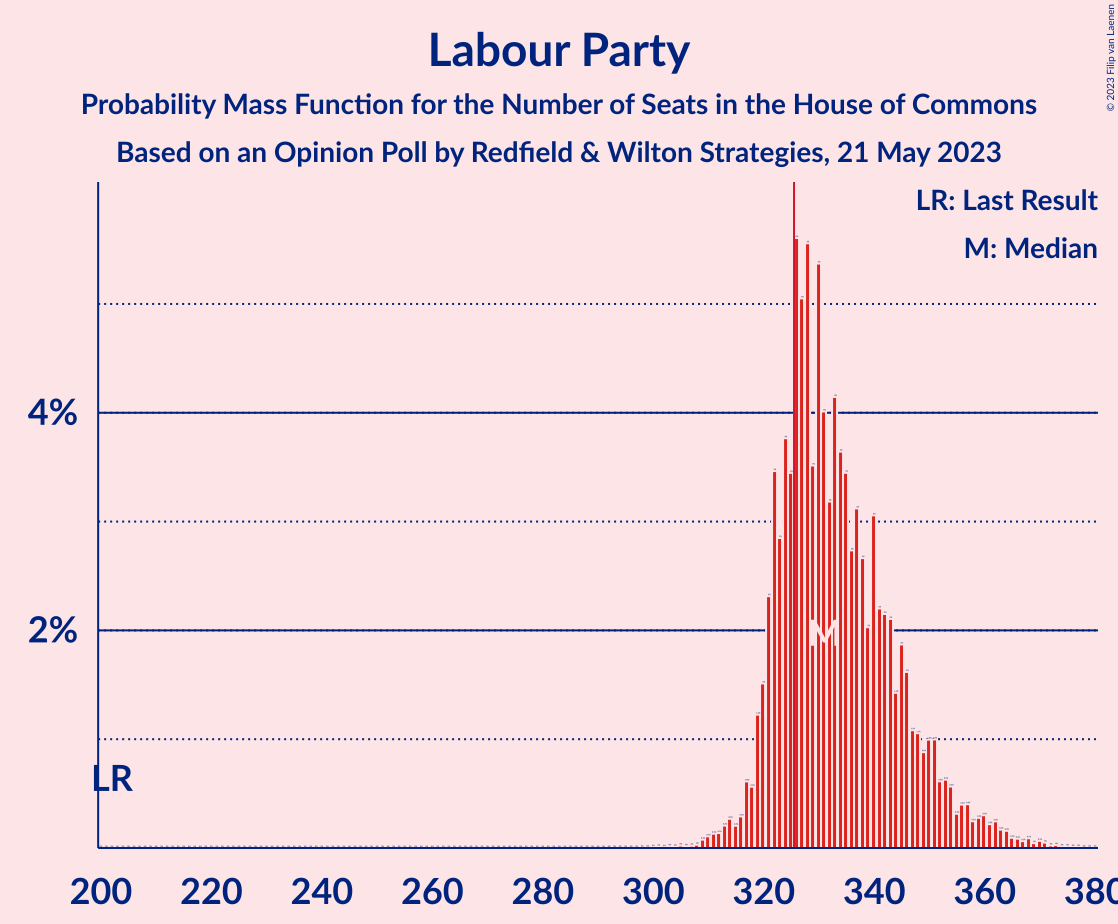 Labour Party
Probability Mass Function for the Number of Seats in the House of Commons
Based on an Opinion Poll by Redfield & Wilton Strategies, 21 May 2023
© 2023 Filip van Laenen
LR: Last Result
M: Median
4%
2%
M
LR
200 220 240 260 280 300 320 340 360 380